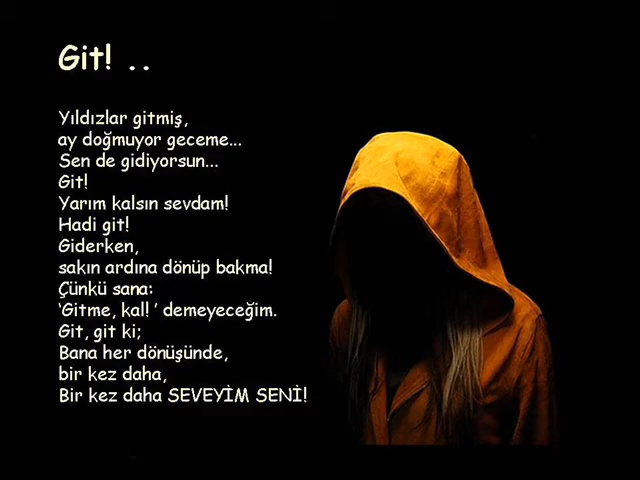 Git! ..
Yıldızlar gitmiş,
ay doğmuyor geceme...
Sen de gidiyorsun...
Git!
Yarım kalsın sevdam!
Hadi git!
Giderken,
sakın ardına dönüp bakma!
Çünkü sana:
‘Gitme, kal! ’ demeyeceğim.
Git, git ki;
Bana her dönüşünde,
bir kez daha,
Bir kez daha SEVEYİM SENİ!